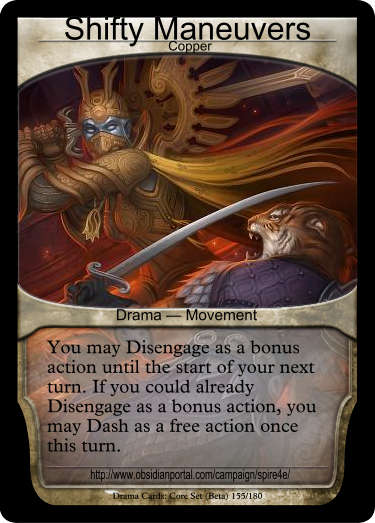 Shifty Maneuvers
Copper
Drama — Movement
You may Disengage as a bonus
action until the start of your next
turn. If you could already
Disengage as a bonus action, you
may Dash as a free action once
this turn.
http://www.obsidianportal.com/campaign/spire4e/
Drama Cards: Core Set (Beta) 155/180